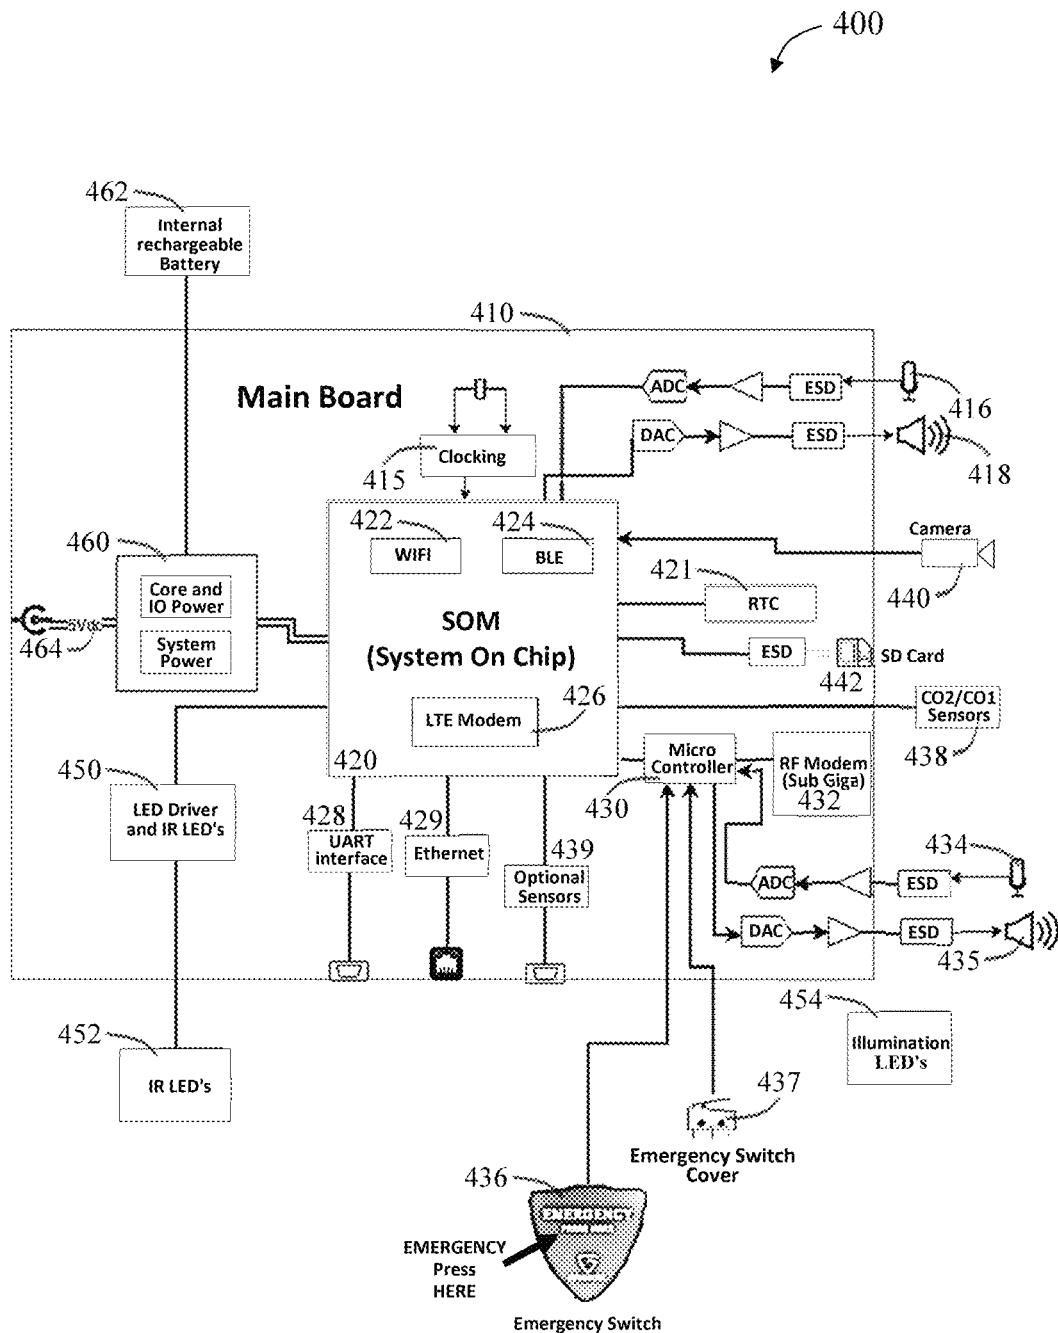 400
462
Internal
rechargeable
Battery
410
Main Board
ADC
ESD
416
DAC
ESD
418
Clocking
415
422
WIFI
424
BLE
Camera
440
460
Core and
IO Power
System
Power
5Vdc
464
421
RTC
SOM
(System On Chip)
ESD
442
SD Card
LTE Modem
426
CO2/CO1
Sensors
438
420
Micro
Controller
430
RF Modem
(Sub Giga)
432
450
LED Driver
and IR LED's
428
UART
interface
429
Ethernet
439
Optional
Sensors
ADC
ESD
434
DAC
ESD
435
452
IR LED's
454
Illumination
LED's
437
Emergency Switch
Cover
436
EMERGENCY
EMERGENCY
Press
HERE
Emergency Switch